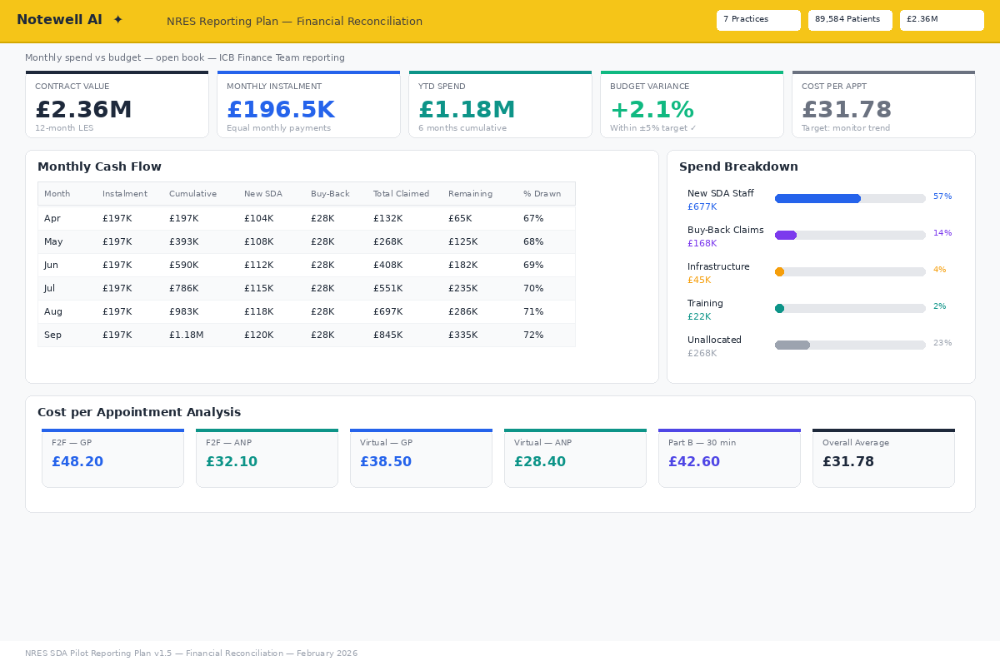 Notewell AI ✦
NRES Reporting Plan — Financial Reconciliation
7 Practices
89,584 Patients
£2.36M
Monthly spend vs budget — open book — ICB Finance Team reporting
CONTRACT VALUE
£2.36M
12-month LES
MONTHLY INSTALMENT
£196.5K
Equal monthly payments
YTD SPEND
£1.18M
6 months cumulative
BUDGET VARIANCE
+2.1%
Within ±5% target ✓
COST PER APPT
£31.78
Target: monitor trend
Monthly Cash Flow
Month Instalment Cumulative New SDA Buy-Back Total Claimed Remaining % Drawn
Apr £197K £197K £104K £28K £132K £65K 67%
May £197K £393K £108K £28K £268K £125K 68%
Jun £197K £590K £112K £28K £408K £182K 69%
Jul £197K £786K £115K £28K £551K £235K 70%
Aug £197K £983K £118K £28K £697K £286K 71%
Sep £197K £1.18M £120K £28K £845K £335K 72%
Spend Breakdown
New SDA Staff 57%
£677K
Buy-Back Claims 14%
£168K
Infrastructure 4%
£45K
Training 2%
£22K
Unallocated 23%
£268K
Cost per Appointment Analysis
F2F — GP
£48.20
F2F — ANP
£32.10
Virtual — GP
£38.50
Virtual — ANP
£28.40
Part B — 30 min
£42.60
Overall Average
£31.78
NRES SDA Pilot Reporting Plan v1.5 — Financial Reconciliation — February 2026